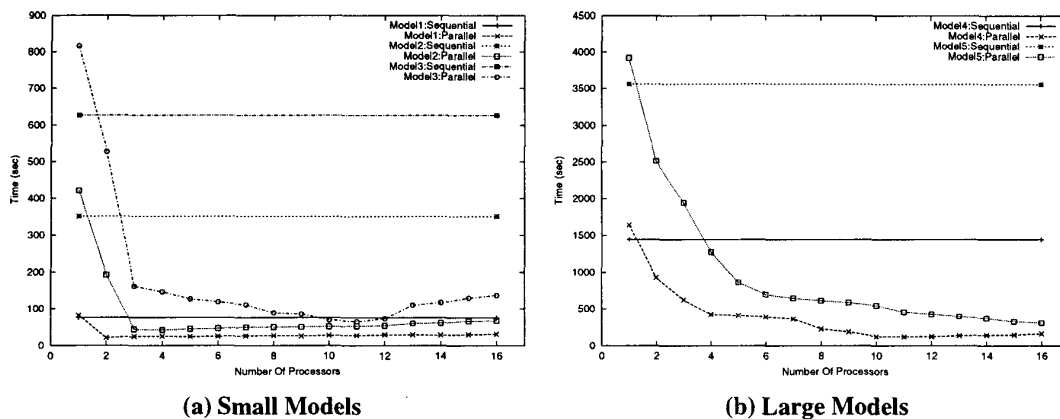 900
800
700
600
500
400
300
200
100
0
Time (sec)
Model1:Sequential
Model1:Parallel
Model2:Sequential
Model2:Parallel
Model3:Sequential
Model3:Parallel
0 2 4 6 8 10 12 14 16
Number Of Processors
(a) Small Models
4500
4000
3500
3000
2500
2000
1500
1000
500
0
Time (sec)
Model4:Sequential
Model4:Parallel
Model5:Sequential
Model5:Parallel
0 2 4 6 8 10 12 14 16
Number Of Processors
(b) Large Models